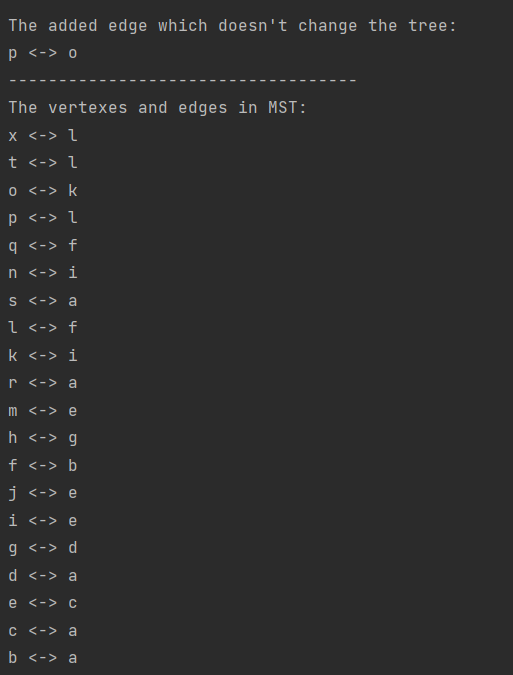 The added edge which doesn't change the tree:
p <-> o
-----------------------------------
The vertexes and edges in MST:
x <-> l
t <-> l
o <-> k
p <-> l
q <-> f
n <-> i
s <-> a
l <-> f
k <-> i
r <-> a
m <-> e
h <-> g
f <-> b
j <-> e
i <-> e
g <-> d
d <-> a
e <-> c
c <-> a
b <-> a